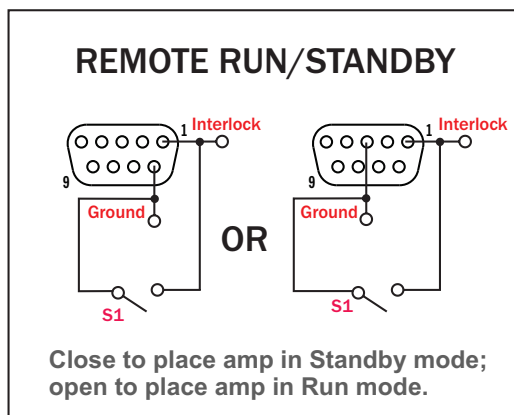 REMOTE RUN/STANDBY
1 Interlock
9
Ground
S1
OR
1 Interlock
9
Ground
S1
Close to place amp in Standby mode;
open to place amp in Run mode.